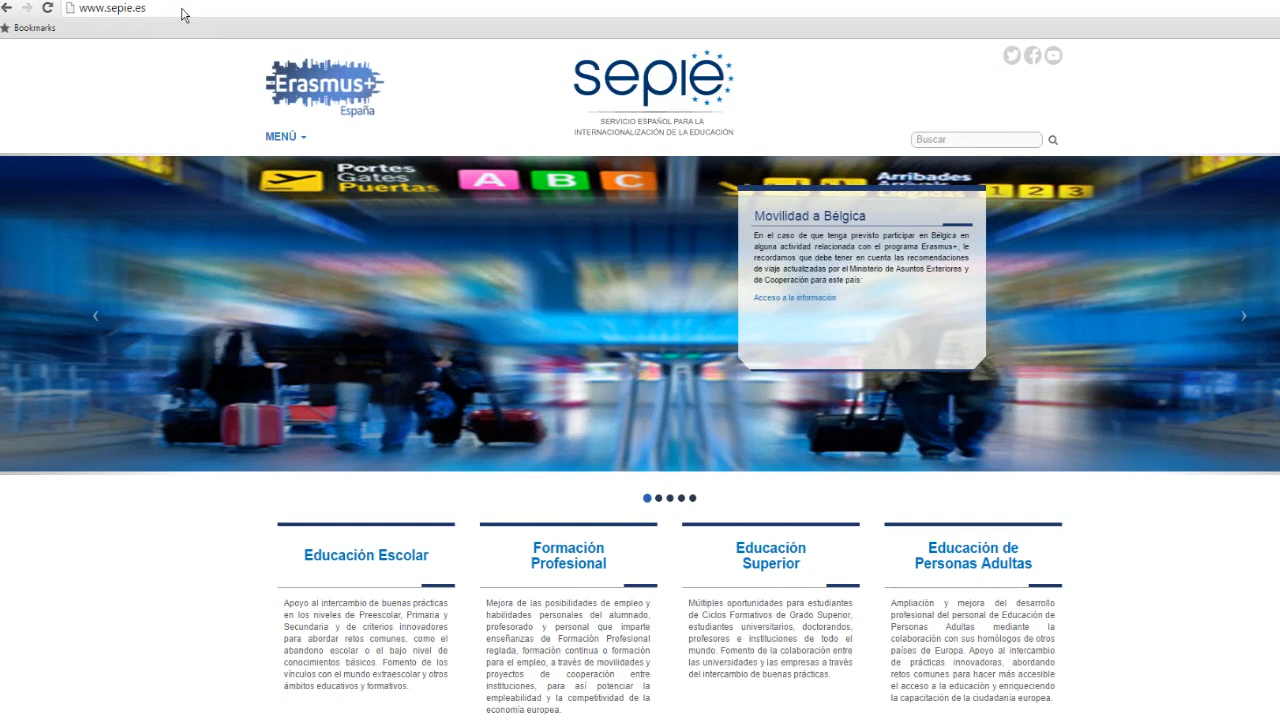 www.sepie.es
Bookmarks
Erasmus+
España
sepie
SERVICIO ESPAÑOL PARA LA
INTERNACIONALIZACIÓN DE LA EDUCACIÓN
MENÚ
Buscar
Portes
Gates
Puertas
A B C
Arribades
Arrivals
1 2 3
Movilidad a Bélgica
En el caso de que tenga previsto participar en Bélgica en
alguna actividad relacionada con el programa Erasmus+, le
recordamos que debe tener en cuenta las recomendaciones
de viaje actualizadas por el Ministerio de Asuntos Exteriores y
de Cooperación para este país:
Acceso a la información
Educación Escolar
Apoyo al intercambio de buenas prácticas
en los niveles de Preescolar, Primaria y
Secundaria y de criterios innovadores
para abordar retos comunes, como el
abandono escolar o el bajo nivel de
conocimientos básicos. Fomento de los
vínculos con el mundo extraescolar y otros
ámbitos educativos y formativos.
Formación
Profesional
Mejora de las posibilidades de empleo y
habilidades personales del alumnado,
profesorado y personal que imparte
enseñanzas de Formación Profesional
reglada, formación continua o formación
para el empleo, a través de movilidades y
proyectos de cooperación entre
instituciones, para así potenciar la
empleabilidad y la competitividad de la
economía europea.
Educación
Superior
Múltiples oportunidades para estudiantes
de Ciclos Formativos de Grado Superior,
estudiantes universitarios, doctorandos,
profesores e instituciones de todo el
mundo. Fomento de la colaboración entre
las universidades y las empresas a través
del intercambio de buenas prácticas.
Educación de
Personas Adultas
Ampliación y mejora del desarrollo
profesional del personal de Educación de
Personas Adultas mediante la
colaboración con sus homólogos de otros
países de Europa. Apoyo al intercambio
de prácticas innovadoras, abordando
retos comunes para hacer más accesible
el acceso a la educación y enriqueciendo
la capacitación de la ciudadanía europea.